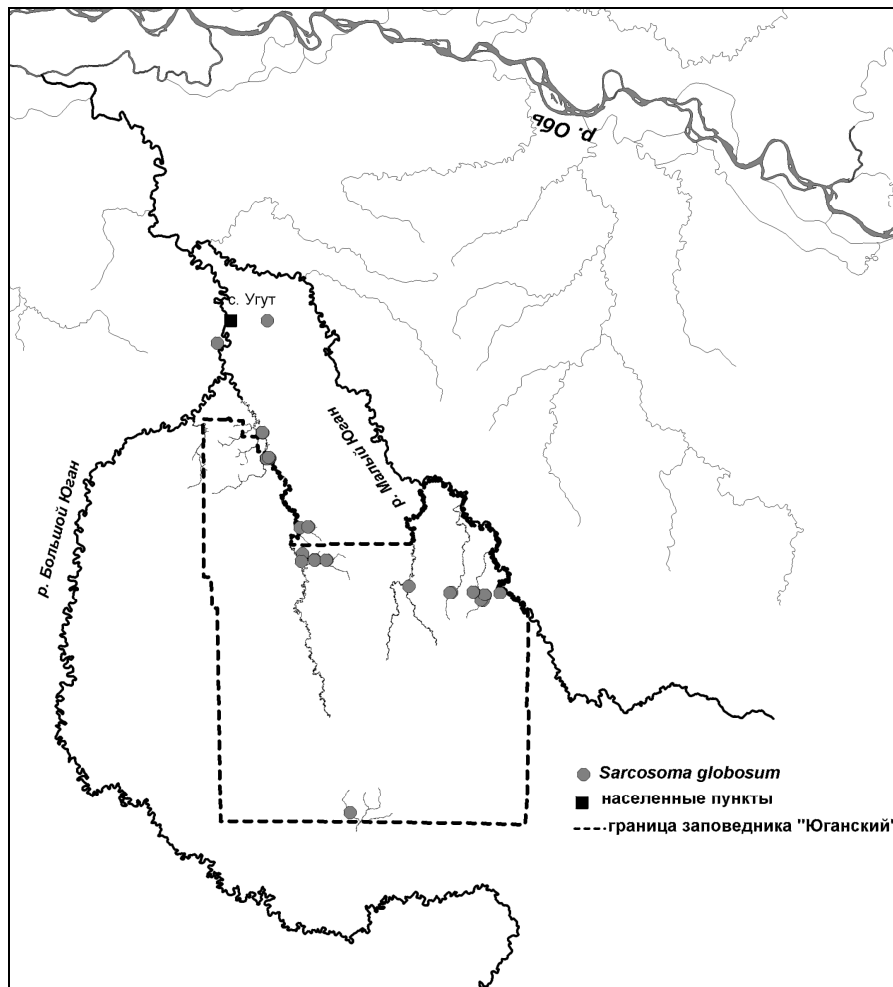 р. Обь
с. Угут
р. Малый Юган
р. Большой Юган
Sarcosoma globosum
населенные пункты
граница заповедника "Юганский"